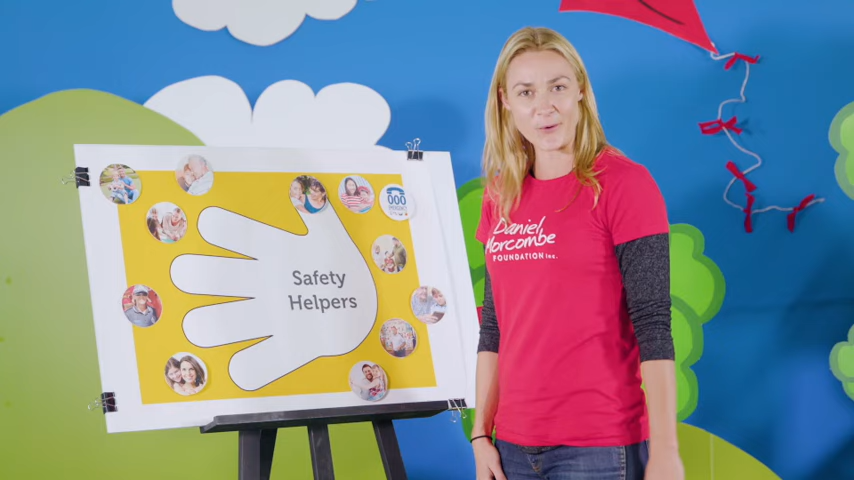 000
Safety
Helpers
Daniel
Morcombe
FOUNDATION Inc.